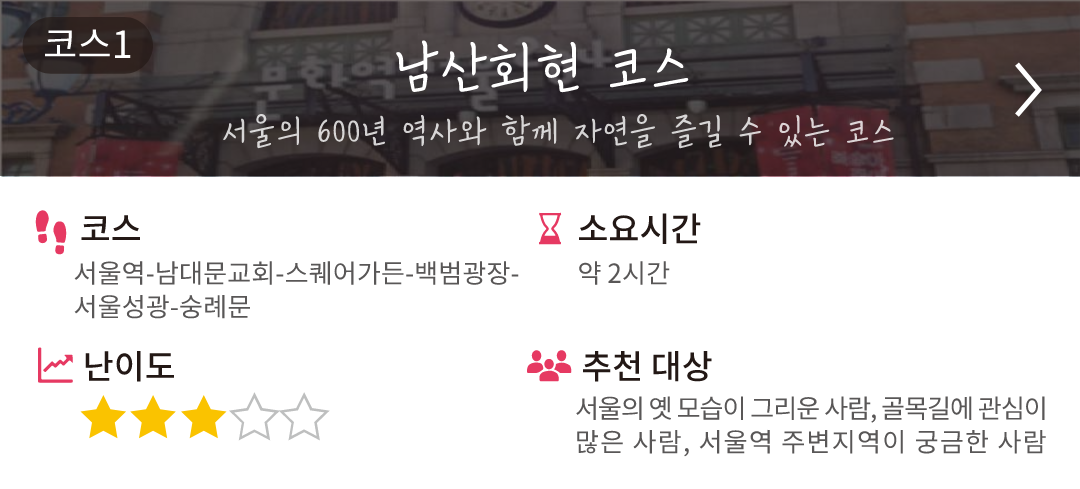 코스1
남산회현 코스
서울의 600년 역사와 함께 자연을 즐길 수 있는 코스
코스
서울역-남대문교회-스퀘어가든-백범광장-
서울성광-숭례문
소요시간
약 2시간
난이도
추천 대상
서울의 옛 모습이 그리운 사람, 골목길에 관심이
많은 사람, 서울역 주변지역이 궁금한 사람